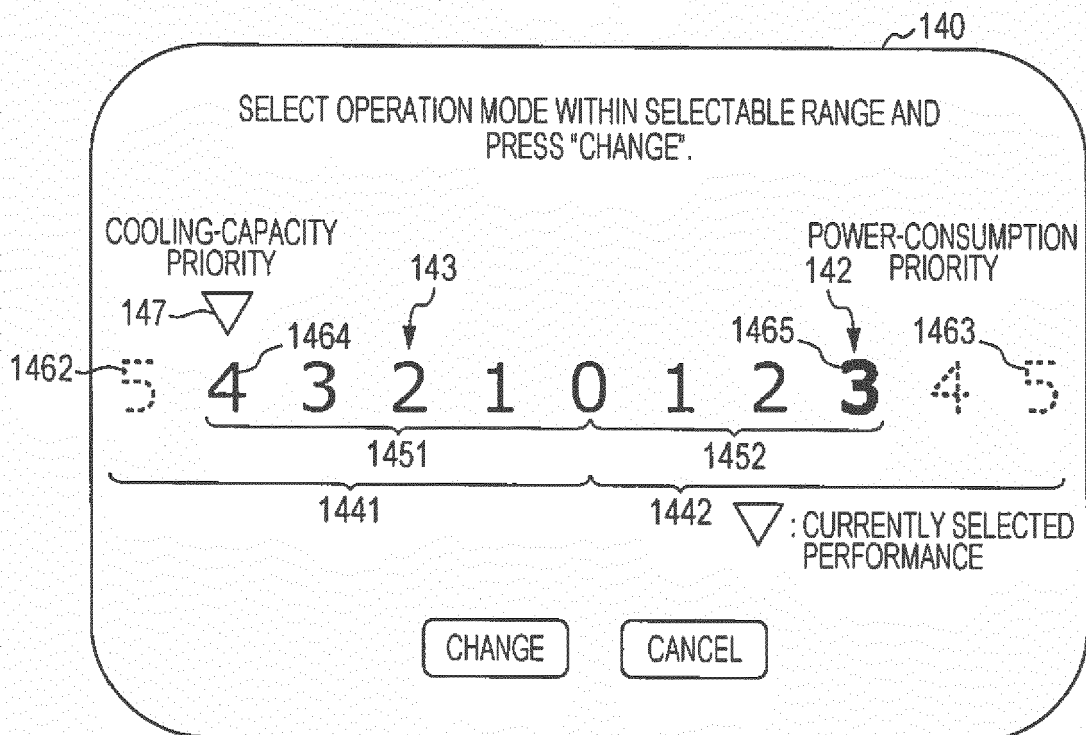 140
SELECT OPERATION MODE WITHIN SELECTABLE RANGE AND
PRESS "CHANGE".
COOLING-CAPACITY
PRIORITY
POWER-CONSUMPTION
PRIORITY
147
143
142
1462
1464
1465
1463
5 4 3 2 1 0 1 2 3 4 5
1451
1452
1441
1442
▽ : CURRENTLY SELECTED
PERFORMANCE
CHANGE
CANCEL